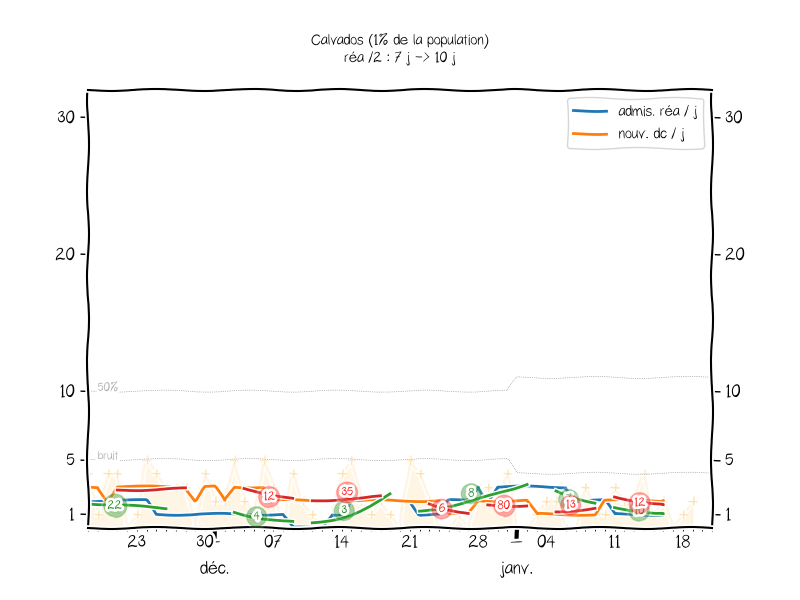 Calvados (1% de la population)
réa /2 : 7 j -> 10 j
admis. réa / j
nouv. dc / j
30 30
20 20
50%
10 10
bruit
5 5
22 12 4 35 3 6 8 80 13 12
1 1
23 30 07 14 21 28 04 11 18
déc. janv.